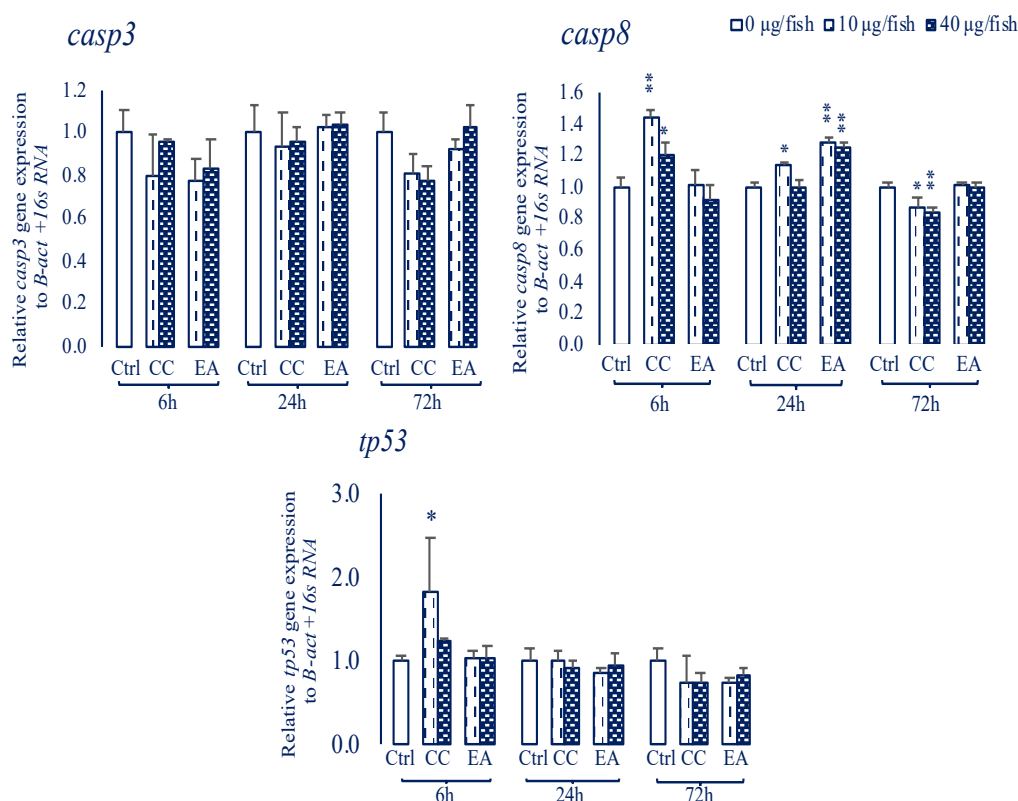 casp3
Relative casp3 gene expression
to B-act +16s RNA
1.2
1.0
0.8
0.6
0.4
0.2
0.0
Ctrl CC EA Ctrl CC EA Ctrl CC EA
6h 24h 72h
casp8
0 µg/fish 10 µg/fish 40 µg/fish
Relative casp8 gene expression
to B-act +16s RNA
1.6
1.4
1.2
1.0
0.8
0.6
0.4
0.2
0.0
** * * ** ** * **
Ctrl CC EA Ctrl CC EA Ctrl CC EA
6h 24h 72h
tp53
Relative tp53 gene expression
to B-act +16s RNA
3.0
2.0
1.0
0.0
*
Ctrl CC EA Ctrl CC EA Ctrl CC EA
6h 24h 72h